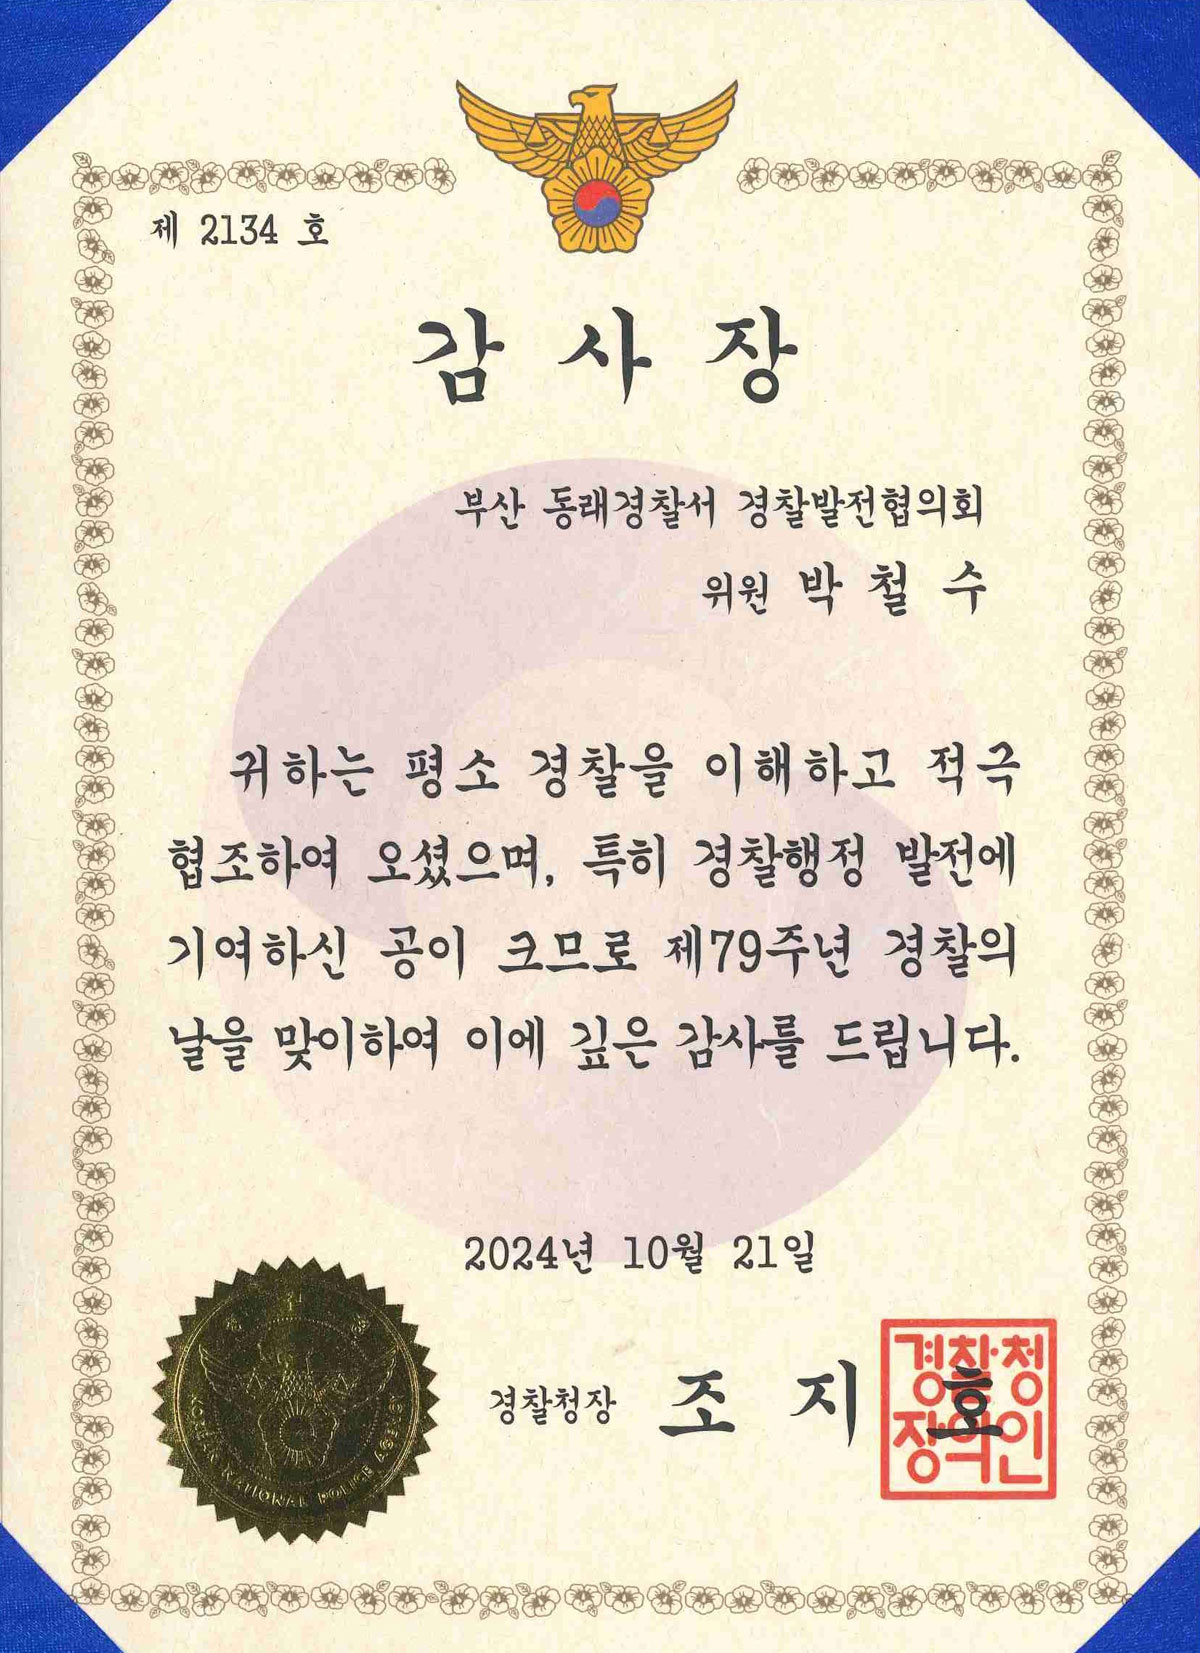 제 2134 호
감 사 장
부산 동래경찰서 경찰발전협의회
위원 박 철 수
귀하는 평소 경찰을 이해하고 적극
협조하여 오셨으며, 특히 경찰행정 발전에
기여하신 공이 크므로 제79주년 경찰의
날을 맞이하여 이에 깊은 감사를 드립니다.
2024년 10월 21일
경찰청장 조 지 호
경찰청
장의인
KOREAN NATIONAL POLICE AGENCY